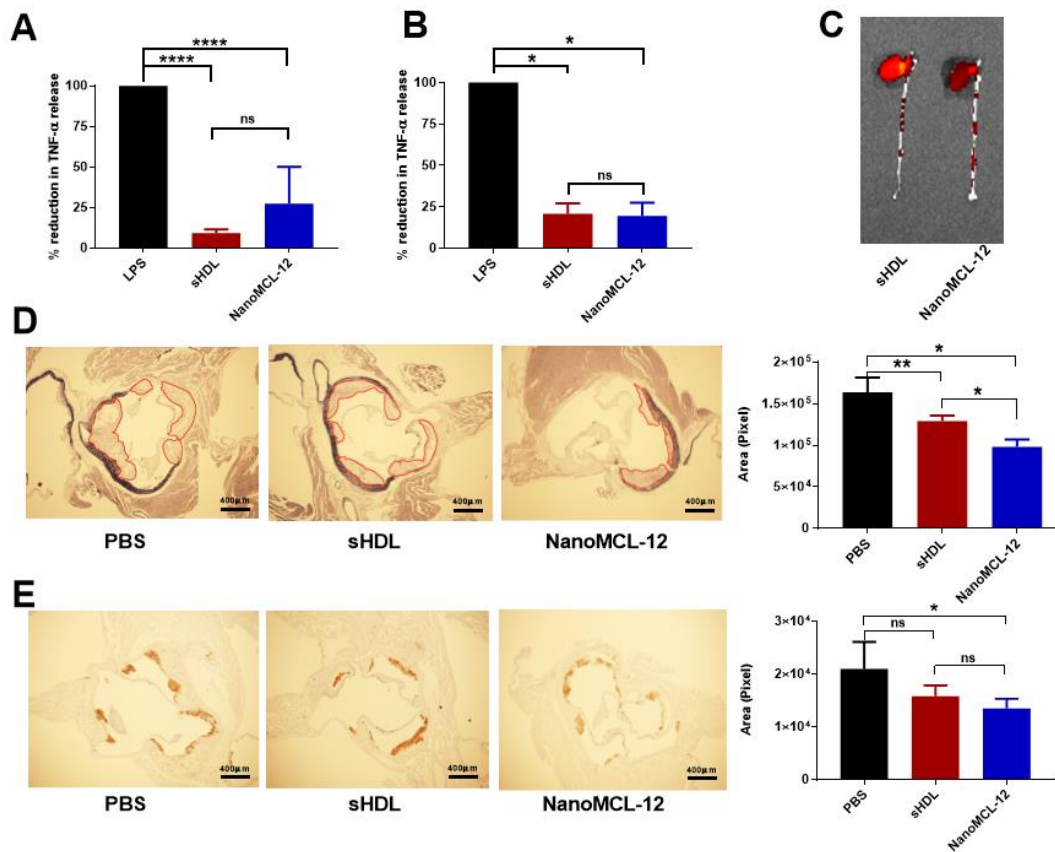 A
B
C
% reduction in TNF-α release
100
75
50
25
0
****
****
ns
LPS
sHDL
NanoMCL-12
% reduction in TNF-α release
100
75
50
25
0
*
*
ns
LPS
sHDL
NanoMCL-12
sHDL
NanoMCL-12
D
400μm
400μm
400μm
PBS
sHDL
NanoMCL-12
Area (Pixel)
2×10⁵
1.5×10⁵
1×10⁵
5×10⁴
0
*
**
*
PBS
sHDL
NanoMCL-12
E
400μm
400μm
400μm
PBS
sHDL
NanoMCL-12
Area (Pixel)
3×10⁴
2×10⁴
1×10⁴
0
*
ns
ns
PBS
sHDL
NanoMCL-12